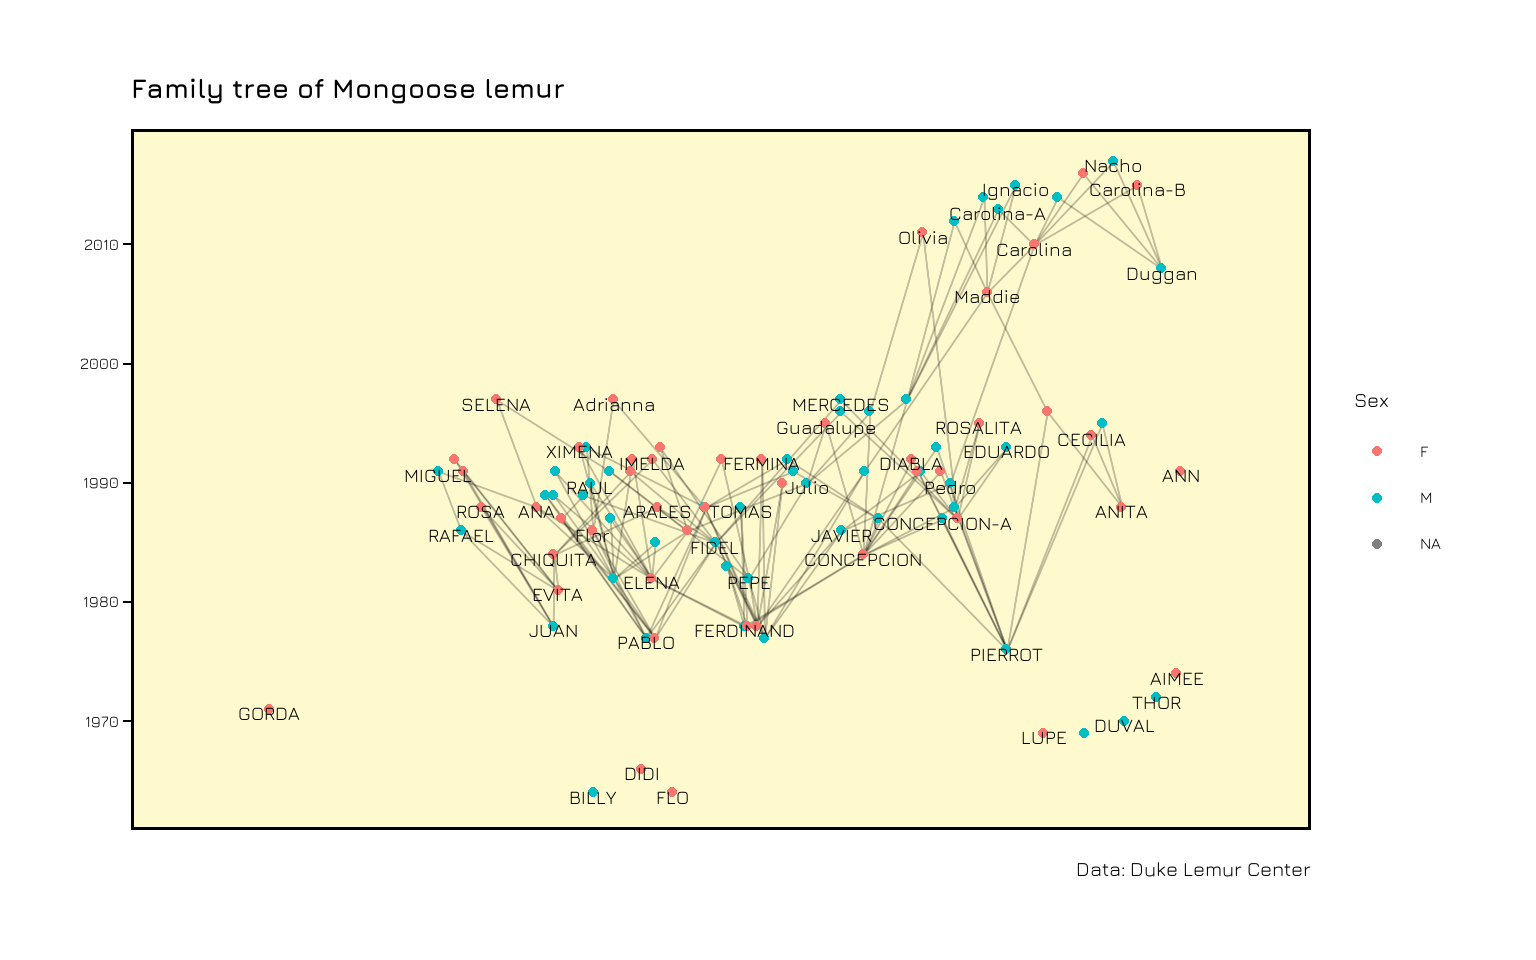 Family tree of Mongoose lemur
Nacho
Ignacio
Carolina-B
Carolina-A
Olivia
2010
Carolina
Duggan
Maddie
2000
SELENA
Adrianna
MERCEDES
Guadalupe
ROSALITA
CECILIA
XIMENA
EDUARDO
IMELDA
FERMINA
DIABLA
MIGUEL
ANN
1990
RAUL
Julio
Pedro
ROSA
ANA
ARALES
TOMAS
ANITA
CONCEPCION-A
RAFAEL
Flor
JAVIER
FIDEL
CHIQUITA
CONCEPCION
ELENA
PEPE
EVITA
1980
JUAN
FERDINAND
PABLO
PIERROT
AIMEE
THOR
GORDA
1970
DUVAL
LUPE
DIDI
BILLY
FLO
Sex
F
M
NA
Data: Duke Lemur Center